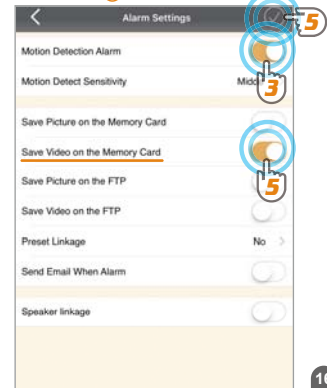 Alarm Settings
5
Motion Detection Alarm
Motion Detect Sensitivity
3
Save Picture on the Memory Card
Save Video on the Memory Card
Save Picture on the FTP
5
Save Video on the FTP
Preset Linkage No
Send Email When Alarm
Speaker linkage